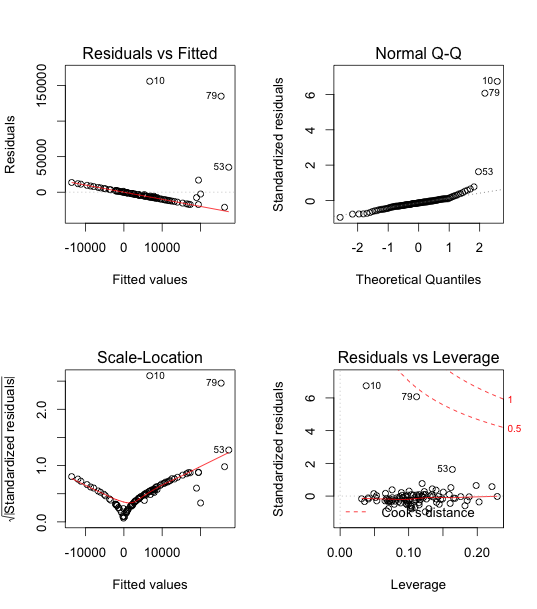 Residuals vs Fitted
Residuals
0 50000 150000
10
79
53
-10000 0 10000
Fitted values
Normal Q-Q
Standardized residuals
0 2 4 6
10
79
53
-2 -1 0 1 2
Theoretical Quantiles
Scale-Location
√|Standardized residuals|
0.0 1.0 2.0
10
79
53
-10000 0 10000
Fitted values
Residuals vs Leverage
Standardized residuals
0 2 4 6
10
79
53
1
0.5
Cook's distance
0.00 0.10 0.20
Leverage